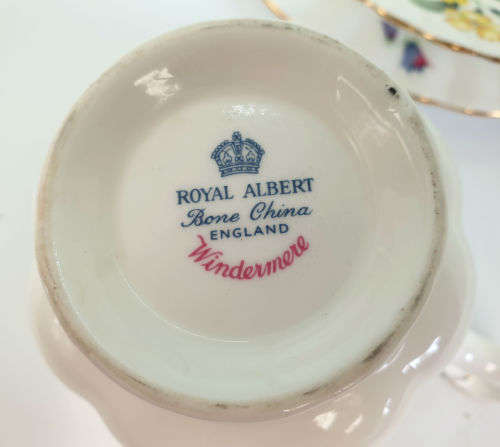 ROYAL ALBERT
Bone China
ENGLAND
Windermere